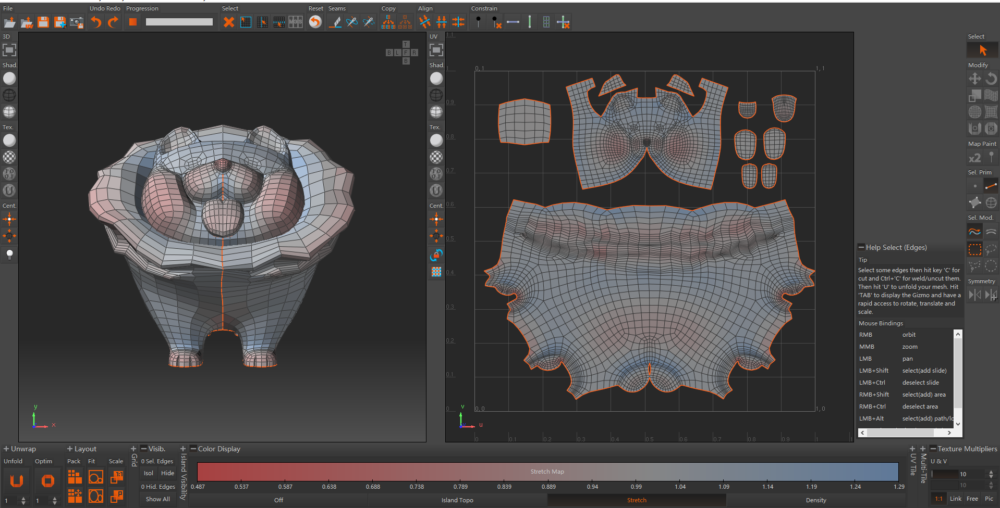 File
Undo Redo
Progression
Select
Reset
Seams
Copy
Align
Constrain
3D
UV
Shad.
Tex.
Cent.
T
B L F R
B
Shad.
Tex.
Cent.
1.1
1
0.9
0.8
0.7
0.6
0.5
0.4
0.3
0.2
0.1
0
0,1
1,1
0,0
1,0
0 0.1 0.2 0.3 0.4 0.5 0.6 0.7 0.8 0.9 1
y
x
u
Select
Modify
Map Paint
x2
Sel. Prim
Sel. Mod.
Symmetry
Help Select (Edges)
Tip
Select some edges then hit key 'C' for
cut and Ctrl+'C' for weld/uncut them.
Then hit 'U' to unfold your mesh. Hit
'TAB' to display the Gizmo and have a
rapid access to rotate, translate and
scale.
Mouse Bindings
RMB orbit
MMB zoom
LMB pan
LMB+Shift select(add slide)
LMB+Ctrl deselect slide
RMB+Shift select(add) area
RMB+Ctrl deselect area
LMB+Alt select(add) path/lo
Unwrap
Unfold
Optim
1
1
Layout
Pack
Fit
Scale
1:1
P
Grid
Visib.
0 Sel. Edges
Isol Hide
0 Hid. Edges
Show All
Island Visibility
Color Display
Stretch Map
0.487 0.537 0.587 0.638 0.688 0.738 0.789 0.839 0.889 0.94 0.99 1.04 1.09 1.14 1.19 1.24 1.29
Off
Island Topo
Stretch
Density
UV Tile
Multi-Tile
Texture Multipliers
U & V
10
10
1:1 Link Free Pic